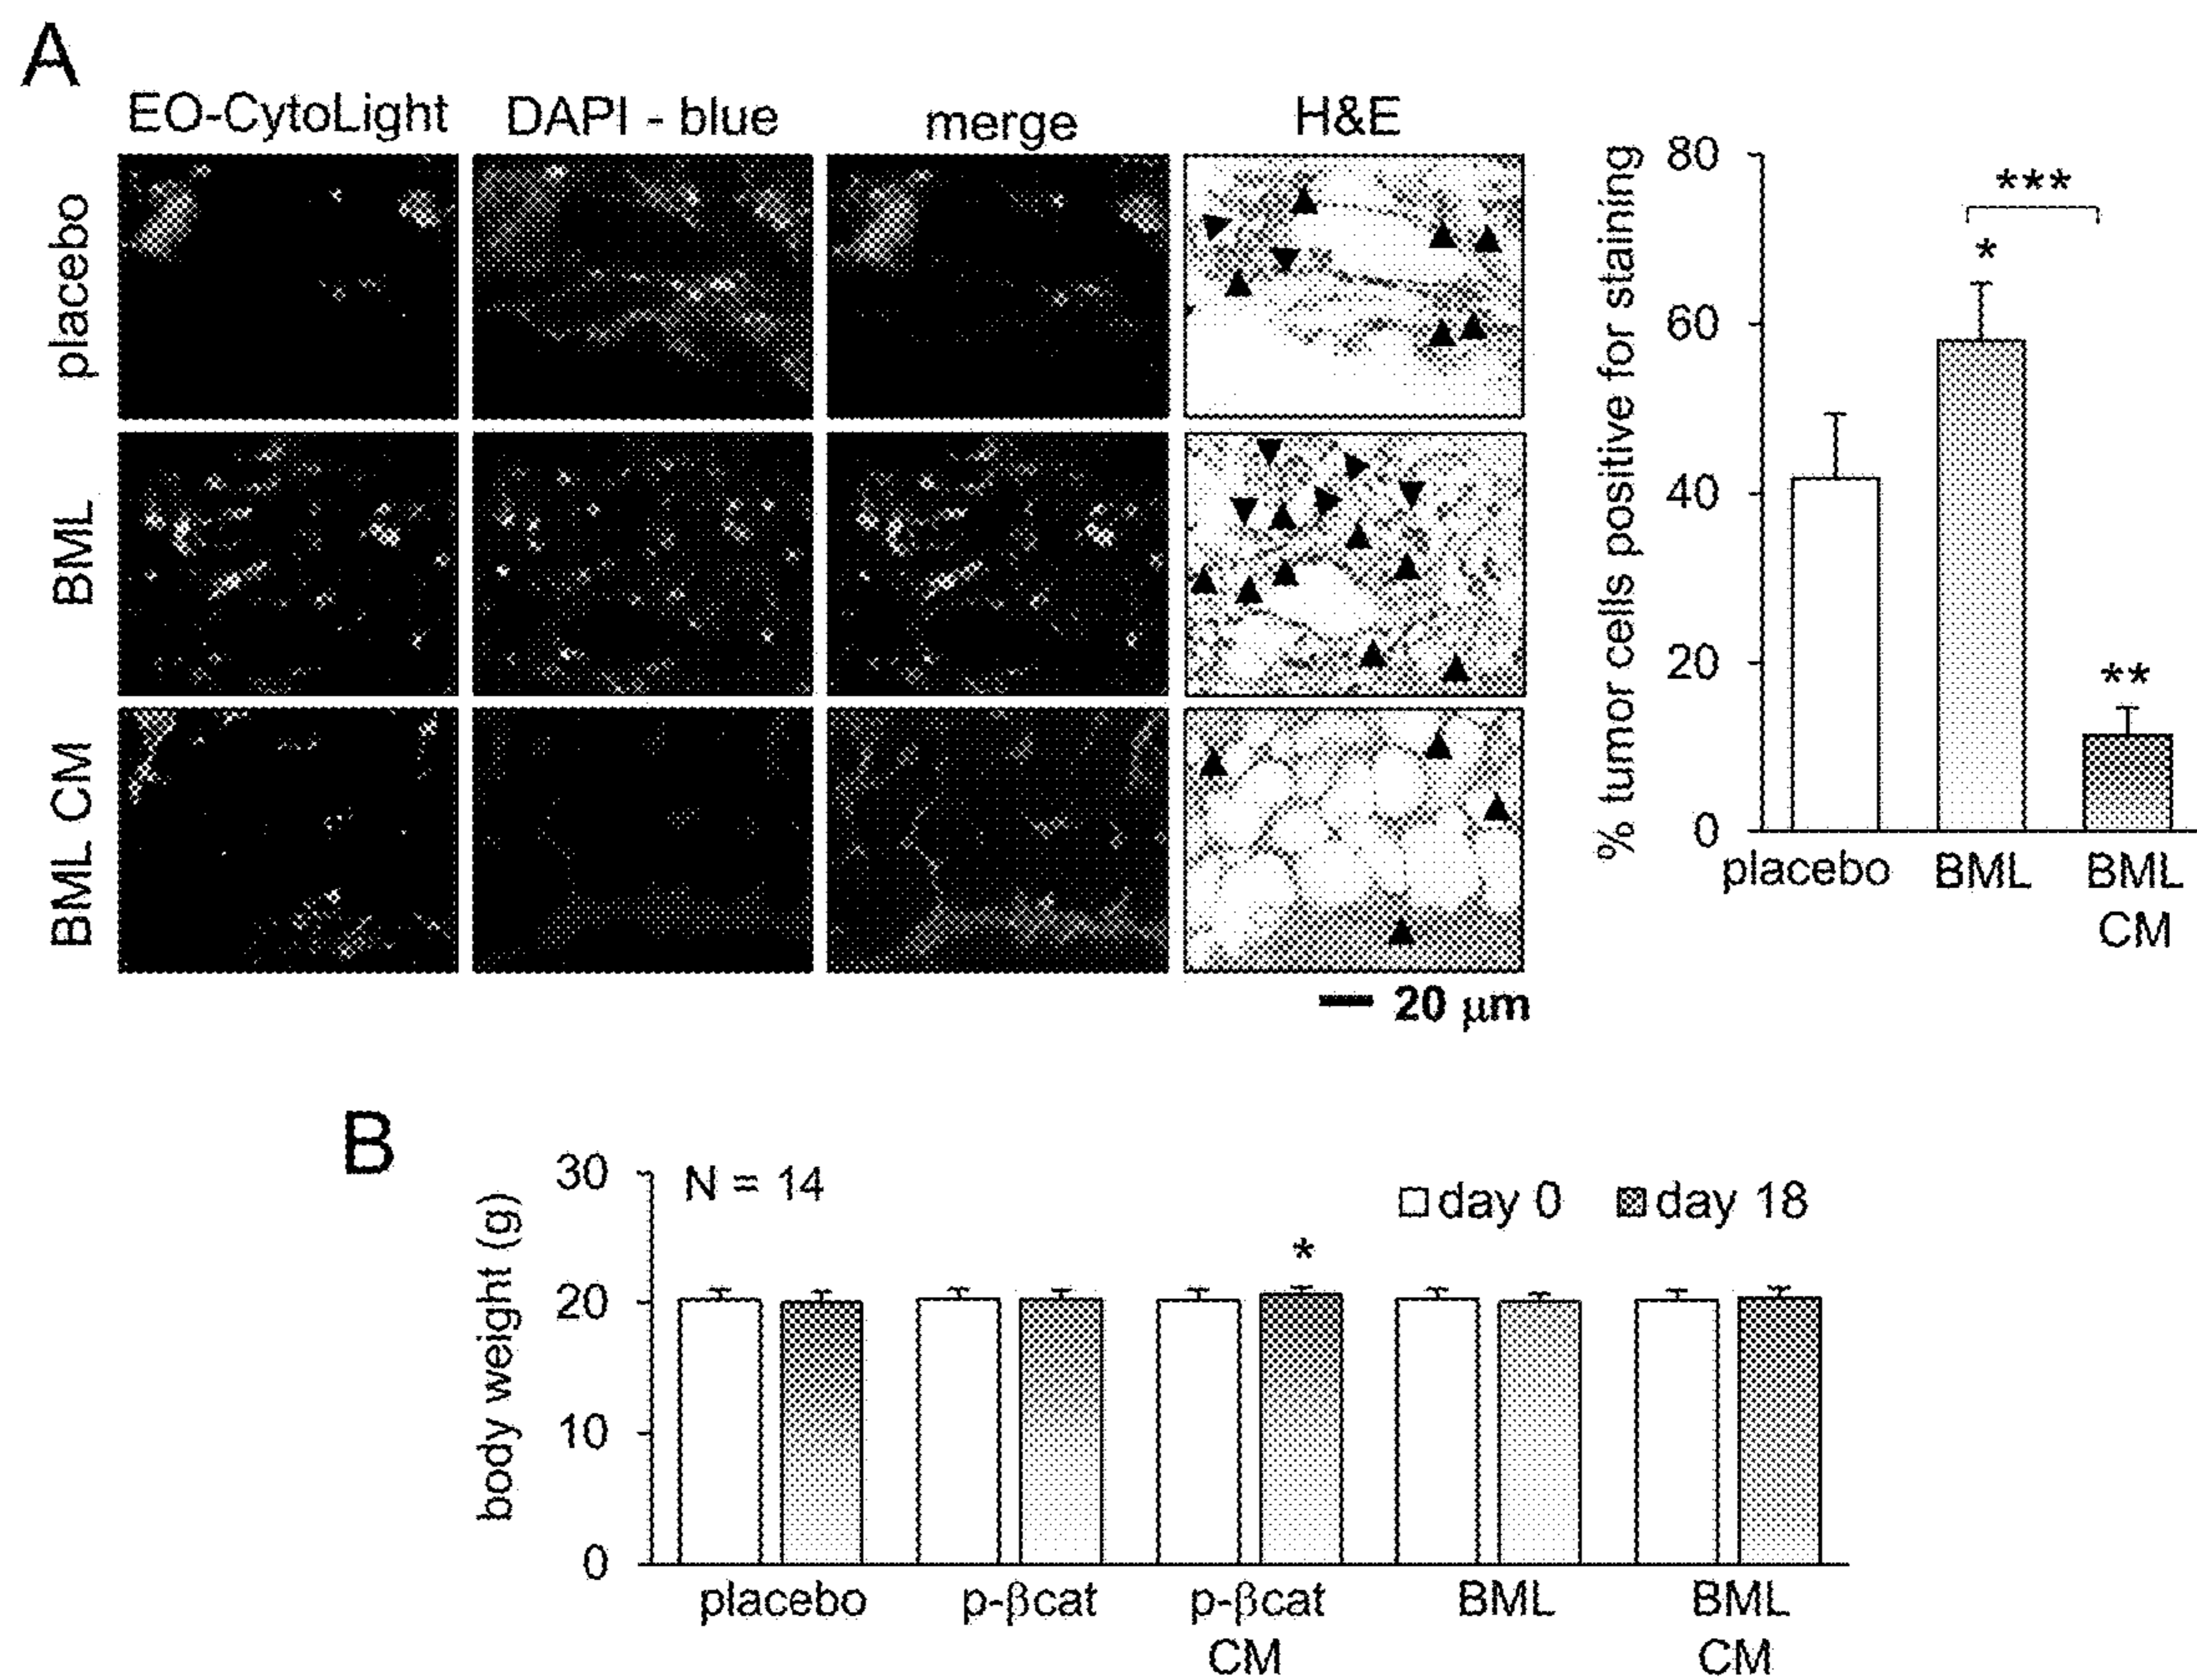 A
EO-CytoLight DAPI - blue merge H&E
placebo
BML
BML CM
20 μm
% tumor cells positive for staining
80
60
40
20
0
***
*
**
placebo BML BML
CM
B
body weight (g)
30
20
10
0
N = 14
day 0 day 18
*
placebo p-βcat p-βcat BML BML
CM CM